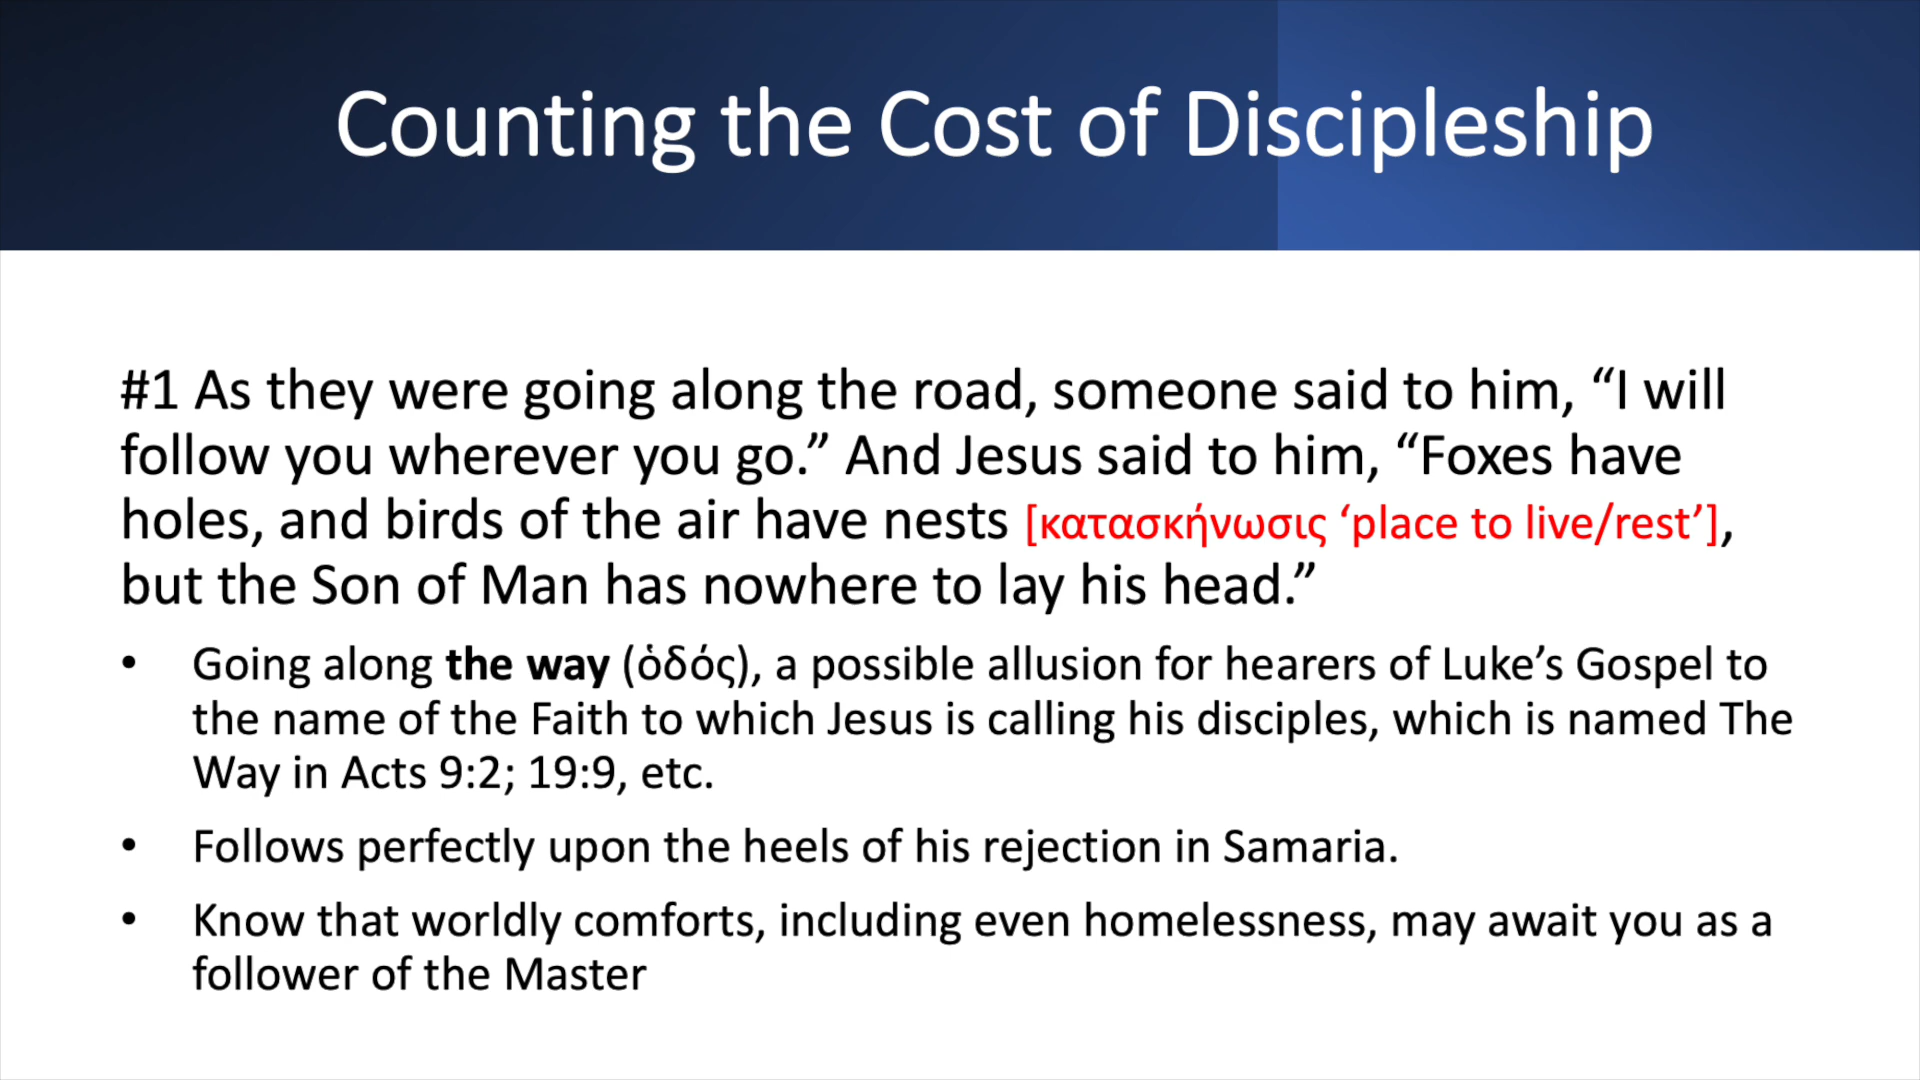 Counting the Cost of Discipleship
#1 As they were going along the road, someone said to him, “I will
follow you wherever you go.” And Jesus said to him, “Foxes have
holes, and birds of the air have nests [κατασκήνωσις ‘place to live/rest’],
but the Son of Man has nowhere to lay his head.”
• Going along the way (ὁδός), a possible allusion for hearers of Luke’s Gospel to
the name of the Faith to which Jesus is calling his disciples, which is named The
Way in Acts 9:2; 19:9, etc.
• Follows perfectly upon the heels of his rejection in Samaria.
• Know that worldly comforts, including even homelessness, may await you as a
follower of the Master